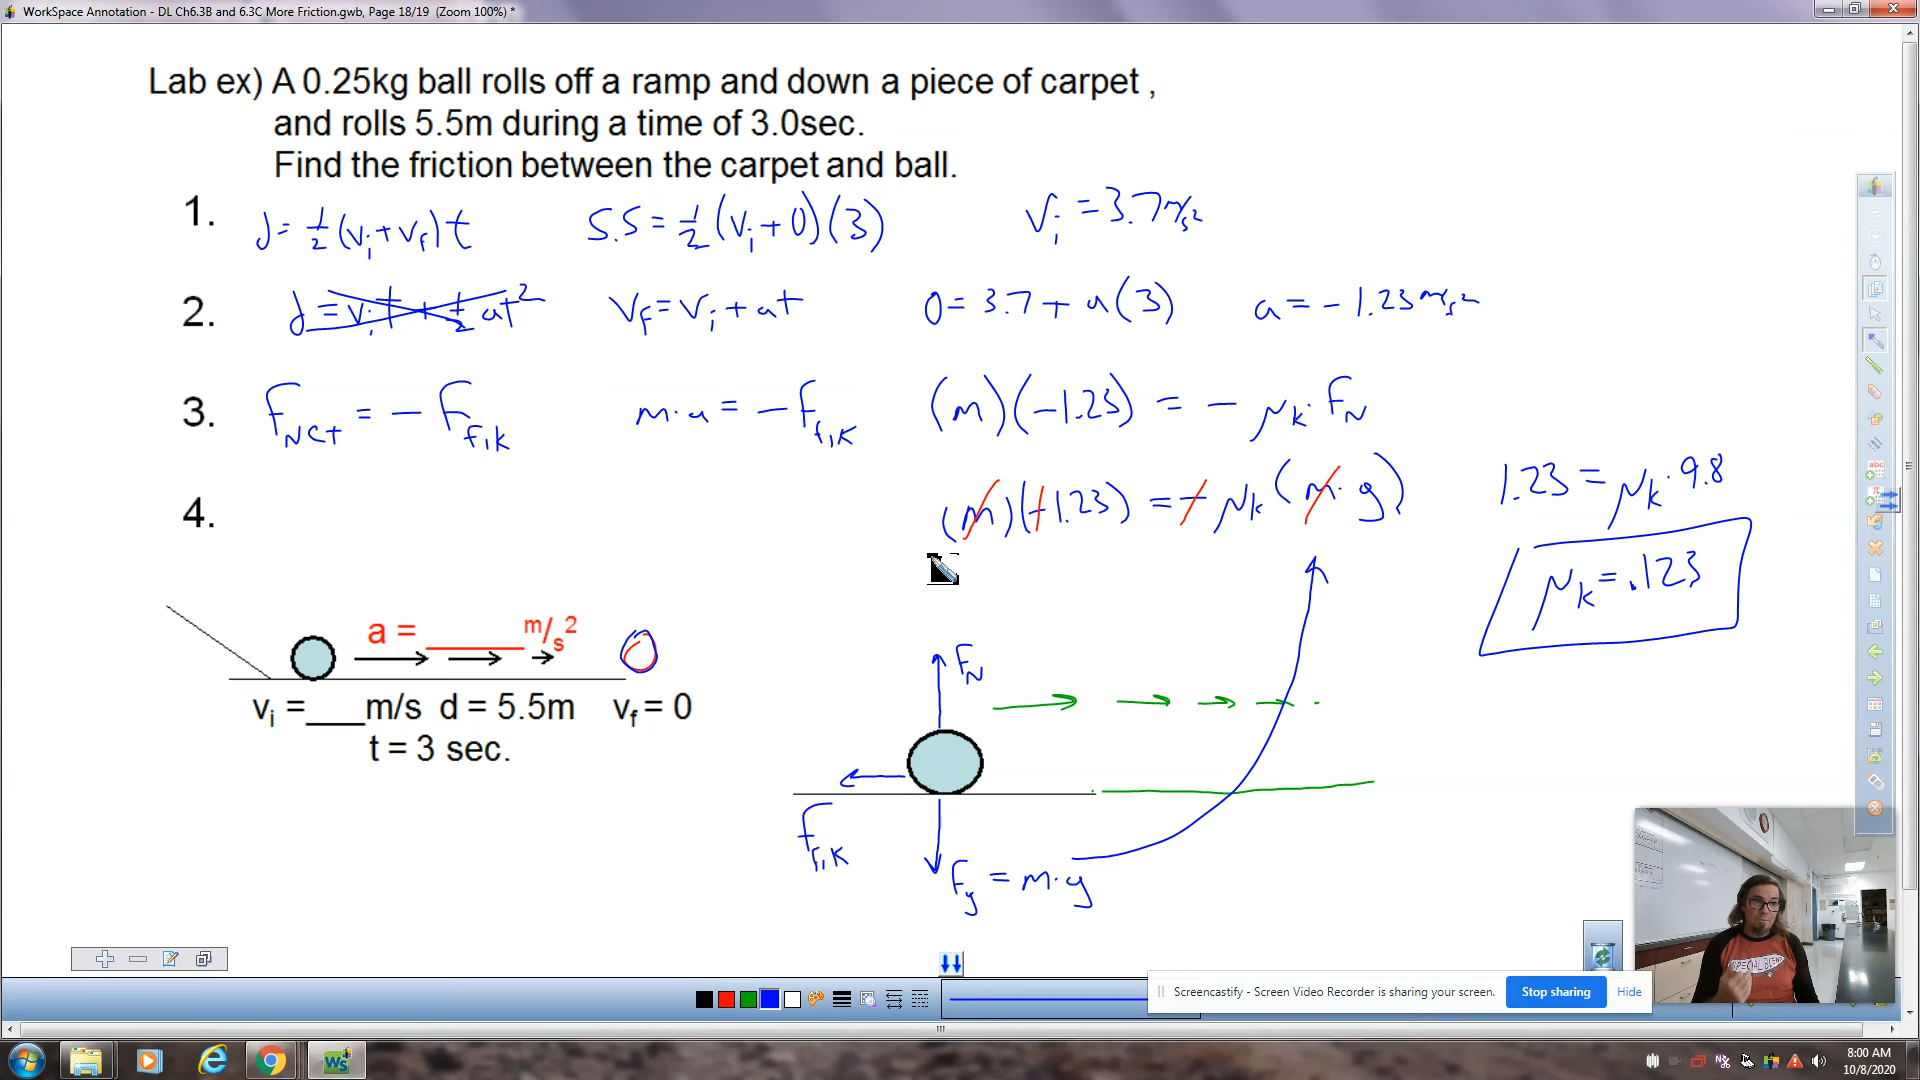 WorkSpace Annotation - DL Ch6.3B and 6.3C More Friction.gwb, Page 18/19 (Zoom 100%) *
Lab ex) A 0.25kg ball rolls off a ramp and down a piece of carpet ,
and rolls 5.5m during a time of 3.0sec.
Find the friction between the carpet and ball.
1. d = 1/2 (vi + vf) t 5.5 = 1/2 (vi + 0)(3) vi = 3.7 m/s²
2. d = vi t + 1/2 at² vf = vi + at 0 = 3.7 + a(3) a = -1.23 m/s²
3. FNet = - Ff,k m·a = - Ff,k (m)(-1.23) = - μk · FN
4. (m)(-1.23) = - μk (m · g) 1.23 = μk · 9.8
μk = .123
a = ______ m/s²
vi =___m/s d = 5.5m vf = 0
t = 3 sec.
FN
Ff,k
Fg = m·g
SPECIAL BLEND
Screencastify - Screen Video Recorder is sharing your screen. Stop sharing Hide
8:00 AM
10/8/2020